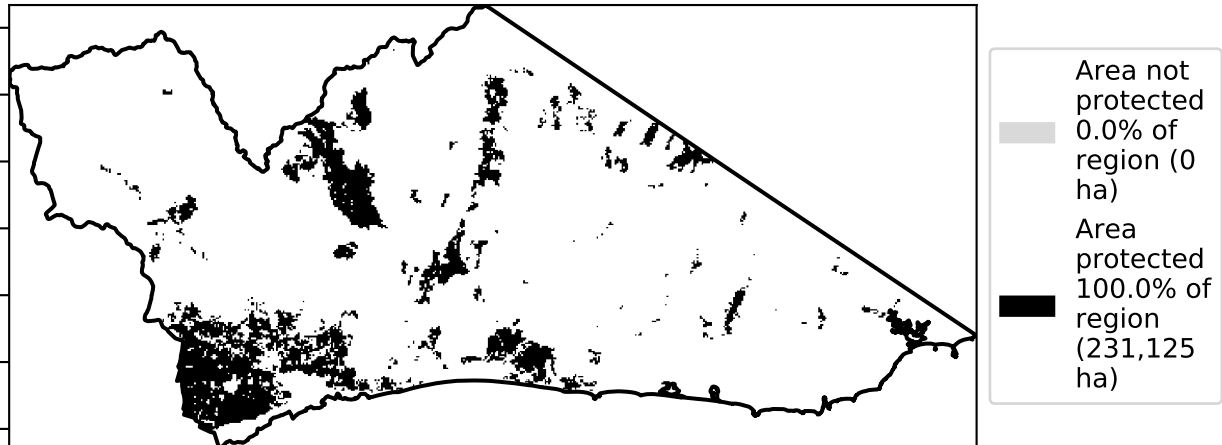 Area not
protected
0.0% of
region (0
ha)
Area
protected
100.0% of
region
(231,125
ha)